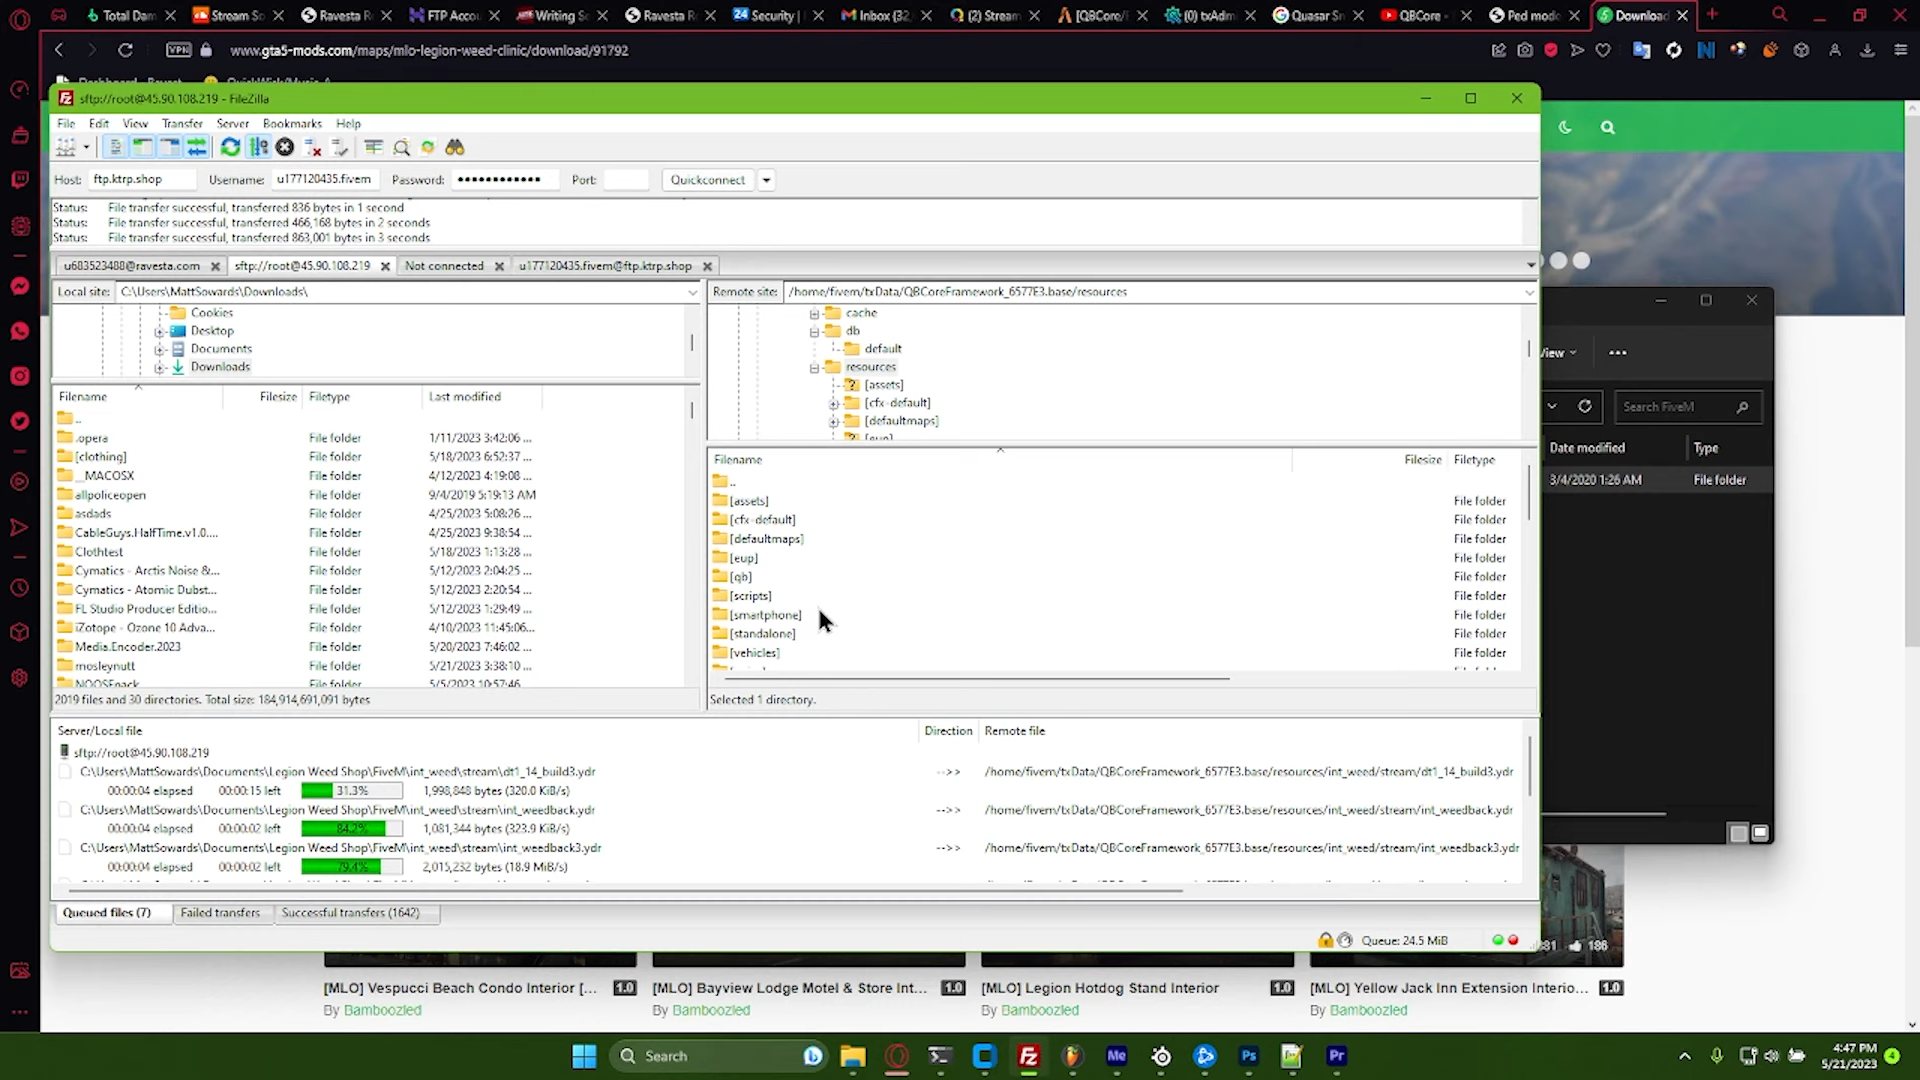 Total Dam
Stream So
Ravesta R
FTP Accou
Writing S
Ravesta R
Security |
Inbox (32,
(2) Stream
[QBCore/F
(0) txAdm
Quasar Sm
QBCore -
Ped mode
Download
VPN
www.gta5-mods.com/maps/mlo-legion-weed-clinic/download/91792
sftp://root@45.90.108.219 - FileZilla
File Edit View Transfer Server Bookmarks Help
Host: ftp.ktrp.shop Username: u177120435.fivem Password: •••••••••••• Port: Quickconnect
Status: File transfer successful, transferred 836 bytes in 1 second
Status: File transfer successful, transferred 466,168 bytes in 2 seconds
Status: File transfer successful, transferred 863,001 bytes in 3 seconds
u683523488@ravesta.com sftp://root@45.90.108.219 Not connected u177120435.fivem@ftp.ktrp.shop
Local site: C:\Users\MattSowards\Downloads\
Cookies
Desktop
Documents
Downloads
Filename Filesize Filetype Last modified
..
.opera File folder 1/11/2023 3:42:06 ...
[clothing] File folder 5/18/2023 6:52:37 ...
__MACOSX File folder 4/12/2023 4:19:08 ...
allpoliceopen File folder 9/4/2019 5:19:13 AM
asdads File folder 4/25/2023 5:08:26 ...
CableGuys.HalfTime.v1.0.... File folder 4/25/2023 9:38:54 ...
Clothtest File folder 5/18/2023 1:13:28 ...
Cymatics - Arctis Noise &... File folder 5/12/2023 2:04:25 ...
Cymatics - Atomic Dubst... File folder 5/12/2023 2:20:54 ...
FL Studio Producer Editio... File folder 5/12/2023 1:29:49 ...
iZotope - Ozone 10 Adva... File folder 4/10/2023 11:45:06...
Media.Encoder.2023 File folder 5/20/2023 7:46:02 ...
mosleynutt File folder 5/21/2023 3:38:10 ...
NOOSEpack File folder 5/5/2023 10:57:46
2019 files and 30 directories. Total size: 184,914,691,091 bytes
Remote site: /home/fivem/txData/QBCoreFramework_6577E3.base/resources
cache
db
default
resources
[assets]
[cfx-default]
[defaultmaps]
[eup]
Filename Filesize Filetype
..
[assets] File folder
[cfx-default] File folder
[defaultmaps] File folder
[eup] File folder
[qb] File folder
[scripts] File folder
[smartphone] File folder
[standalone] File folder
[vehicles] File folder
Selected 1 directory.
View
Search FiveM
Date modified Type
3/4/2020 1:26 AM File folder
Server/Local file Direction Remote file
sftp://root@45.90.108.219
C:\Users\MattSowards\Documents\Legion Weed Shop\FiveM\int_weed\stream\dt1_14_build3.ydr -->> /home/fivem/txData/QBCoreFramework_6577E3.base/resources/int_weed/stream/dt1_14_build3.ydr
00:00:04 elapsed 00:00:15 left 31.3% 1,998,848 bytes (320.0 KiB/s)
C:\Users\MattSowards\Documents\Legion Weed Shop\FiveM\int_weed\stream\int_weedback.ydr -->> /home/fivem/txData/QBCoreFramework_6577E3.base/resources/int_weed/stream/int_weedback.ydr
00:00:04 elapsed 00:00:02 left 84.2% 1,081,344 bytes (323.9 KiB/s)
C:\Users\MattSowards\Documents\Legion Weed Shop\FiveM\int_weed\stream\int_weedback3.ydr -->> /home/fivem/txData/QBCoreFramework_6577E3.base/resources/int_weed/stream/int_weedback3.ydr
00:00:04 elapsed 00:00:02 left 79.4% 2,015,232 bytes (18.9 MiB/s)
Queued files (7) Failed transfers Successful transfers (1642)
Queue: 24.5 MiB
186
[MLO] Vespucci Beach Condo Interior [... 1.0
By Bamboozled
[MLO] Bayview Lodge Motel & Store Int... 1.0
By Bamboozled
[MLO] Legion Hotdog Stand Interior 1.0
By Bamboozled
[MLO] Yellow Jack Inn Extension Interio... 1.0
By Bamboozled
Search
Me
Ps
Pr
4:47 PM
5/21/2023
4